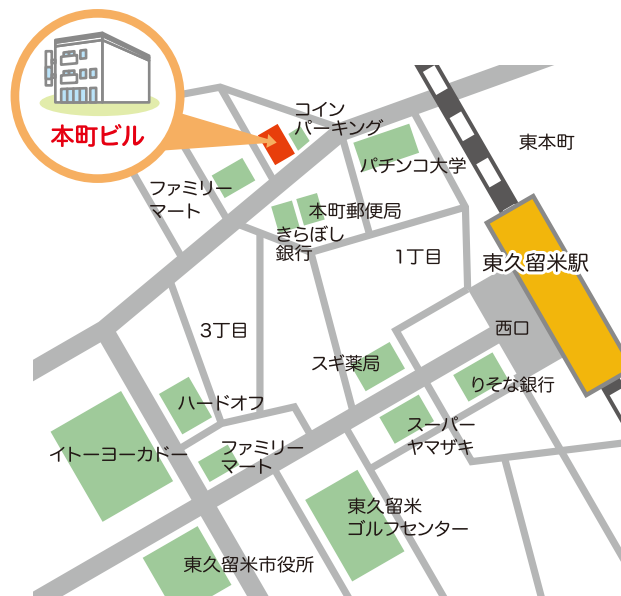 本町ビル
コイン
パーキング
東本町
パチンコ大学
ファミリー
マート
本町郵便局
きらぼし
銀行
1丁目
東久留米駅
西口
3丁目
スギ薬局
りそな銀行
ハードオフ
スーパー
ヤマザキ
イトーヨーカドー
ファミリー
マート
東久留米
ゴルフセンター
東久留米市役所